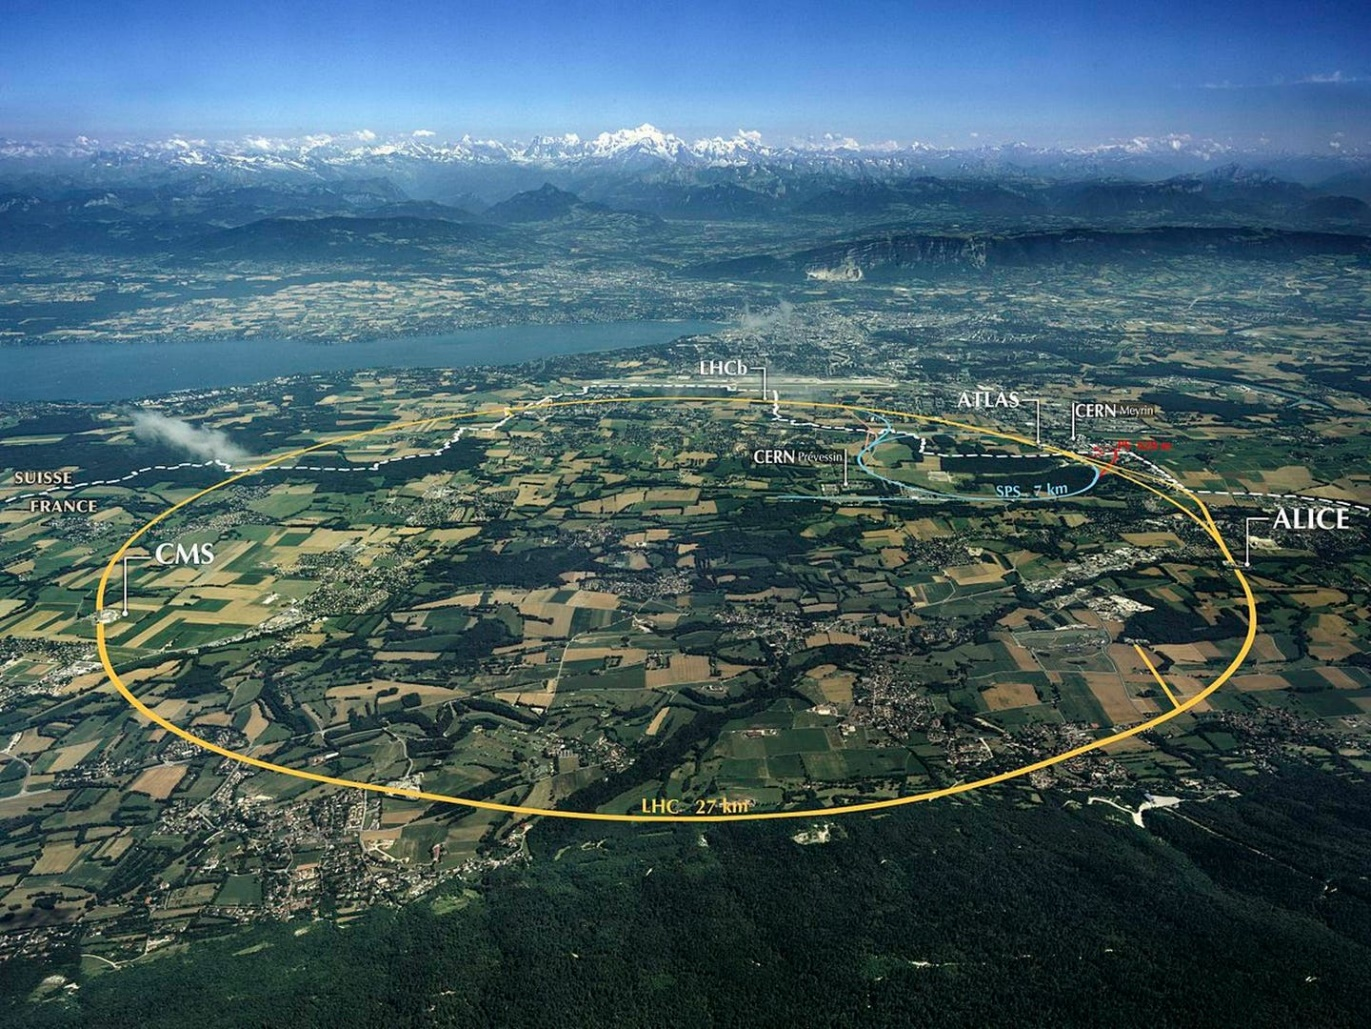 LHCb
ATLAS
CERN Meyrin
CERN Prévessin
SUISSE
FRANCE
SPS 7 km
ALICE
CMS
LHC 27 km